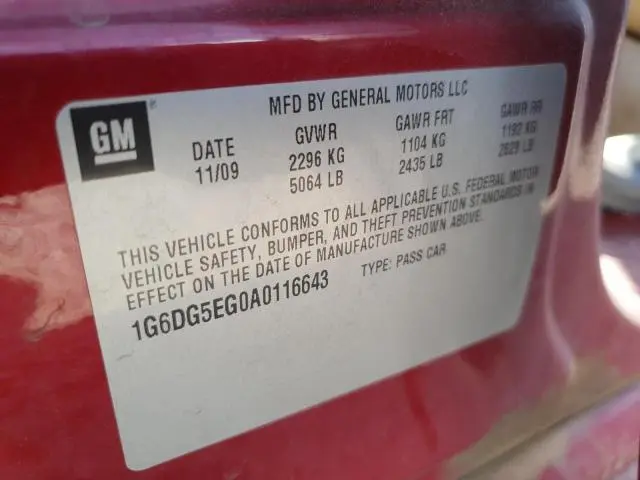 GM
®
MFD BY GENERAL MOTORS LLC
DATE GVWR GAWR FRT GAWR RR
11/09 2296 KG 1104 KG 1192 KG
5064 LB 2435 LB 2629 LB
THIS VEHICLE CONFORMS TO ALL APPLICABLE U.S. FEDERAL MOTOR
VEHICLE SAFETY, BUMPER, AND THEFT PREVENTION STANDARDS IN
EFFECT ON THE DATE OF MANUFACTURE SHOWN ABOVE.
1G6DG5EG0A0116643 TYPE: PASS CAR